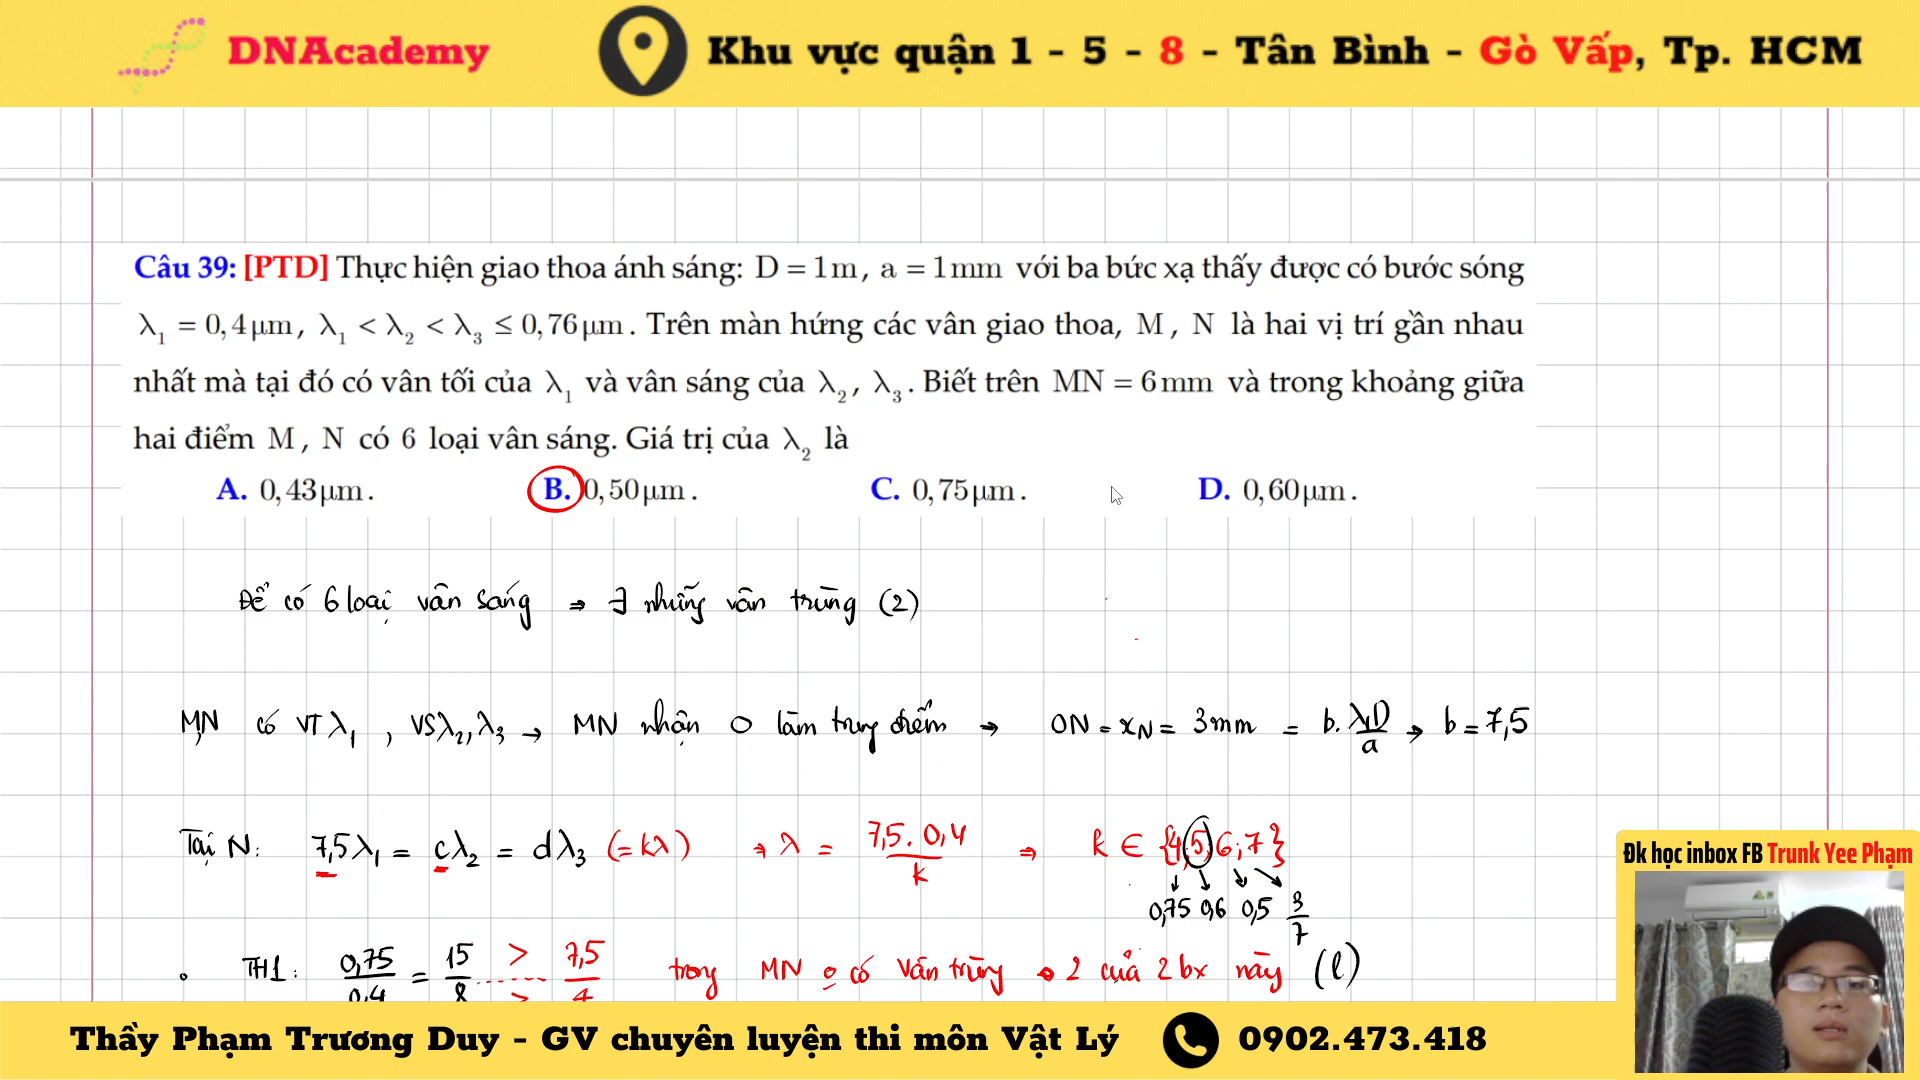 DNAcademy
Khu vực quận 1 - 5 - 8 - Tân Bình - Gò Vấp, Tp. HCM
Câu 39: [PTD] Thực hiện giao thoa ánh sáng: D = 1m, a = 1mm với ba bức xạ thấy được có bước sóng
λ₁ = 0,4μm, λ₁ < λ₂ < λ₃ ≤ 0,76μm. Trên màn hứng các vân giao thoa, M, N là hai vị trí gần nhau
nhất mà tại đó có vân tối của λ₁ và vân sáng của λ₂, λ₃. Biết trên MN = 6mm và trong khoảng giữa
hai điểm M, N có 6 loại vân sáng. Giá trị của λ₂ là
A. 0,43μm. B. 0,50μm. C. 0,75μm. D. 0,60μm.
Để có 6 loại vân sáng ⇒ ∃ những vân trùng (2)
M,N có VT λ₁, VS λ₂, λ₃ → MN nhận O làm trung điểm → ON = x_N = 3mm = b. λ₁D/a → b = 7,5
Tại N: 7,5λ₁ = cλ₂ = dλ₃ (= kλ) → λ = 7,5. 0,4/k ⇒ k ∈ {4, 5, 6, 7}
0,75 0,6 0,5 3/7
• TH1: 0,75/0,4 = 15/8 > 7,5/4 trong MN có vân trùng 2 của 2 bx này (l)
Đk học inbox FB Trunk Yee Phạm
Thầy Phạm Trương Duy - GV chuyên luyện thi môn Vật Lý 0902.473.418